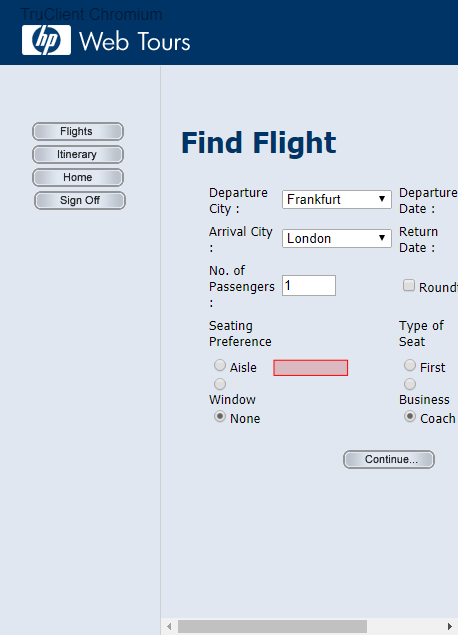 TruClient Chromium
hp Web Tours
Flights
Itinerary
Home
Sign Off
Find Flight
Departure City :
Frankfurt
Departure Date :
Arrival City :
London
Return Date :
No. of Passengers :
1
Round
Seating Preference
Type of Seat
Aisle
First
Window
Business
None
Coach
Continue...